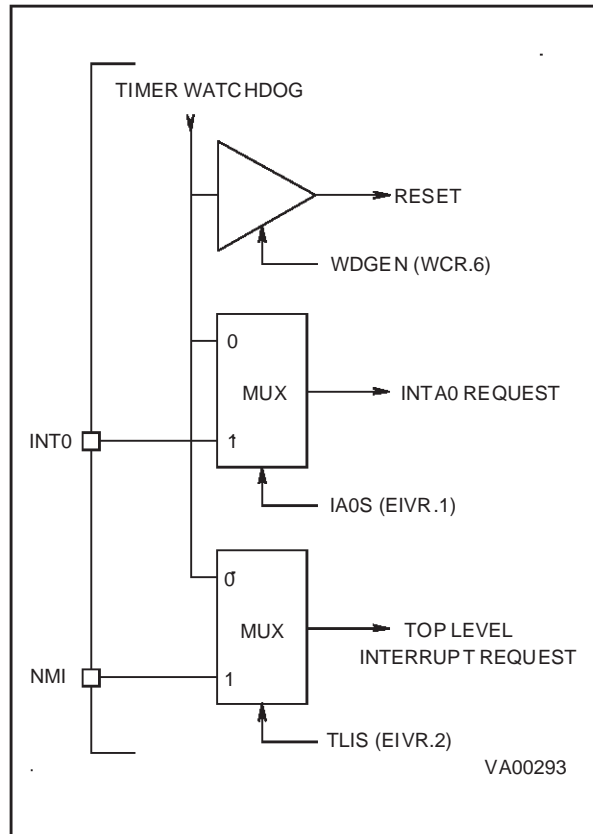 TIMER WATCHDOG
RESET
WDGEN (WCR.6)
0
MUX
INTA0 REQUEST
INT0
1
IA0S (EIVR.1)
0
MUX
TOP LEVEL
INTERRUPT REQUEST
NMI
1
TLIS (EIVR.2)
VA00293